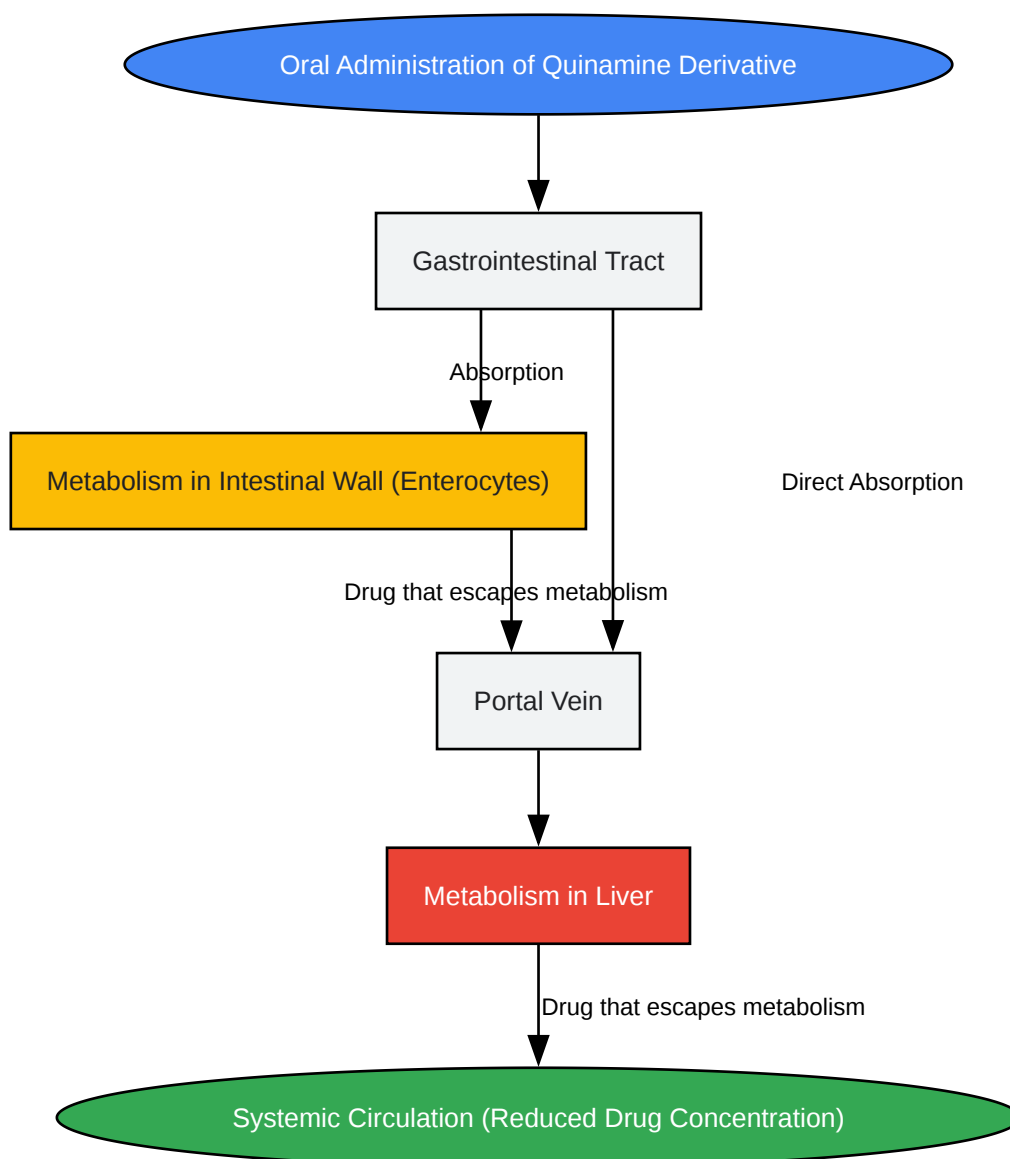 Oral Administration of Quinamine Derivative
Gastrointestinal Tract
Absorption
Metabolism in Intestinal Wall (Enterocytes)
Direct Absorption
Drug that escapes metabolism
Portal Vein
Metabolism in Liver
Drug that escapes metabolism
Systemic Circulation (Reduced Drug Concentration)